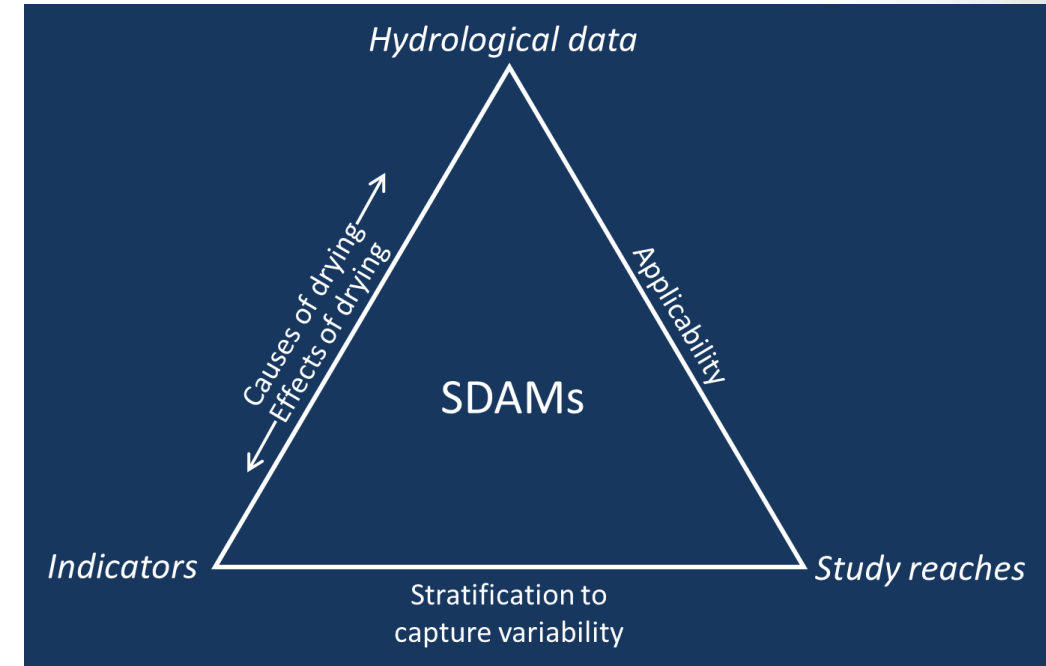 Hydrological data
Causes of drying
Effects of drying
Applicability
SDAMs
Indicators
Study reaches
Stratification to
capture variability